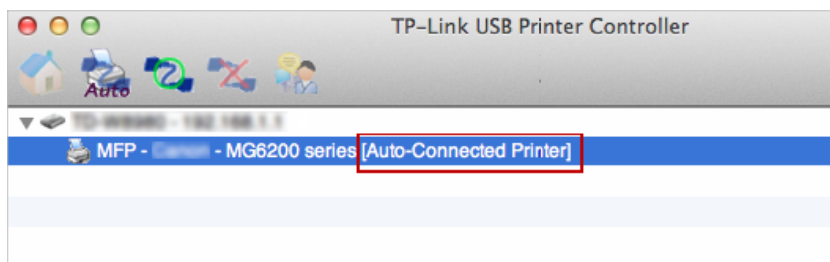 TP-Link USB Printer Controller
Auto
MFP - - MG6200 series [Auto-Connected Printer]